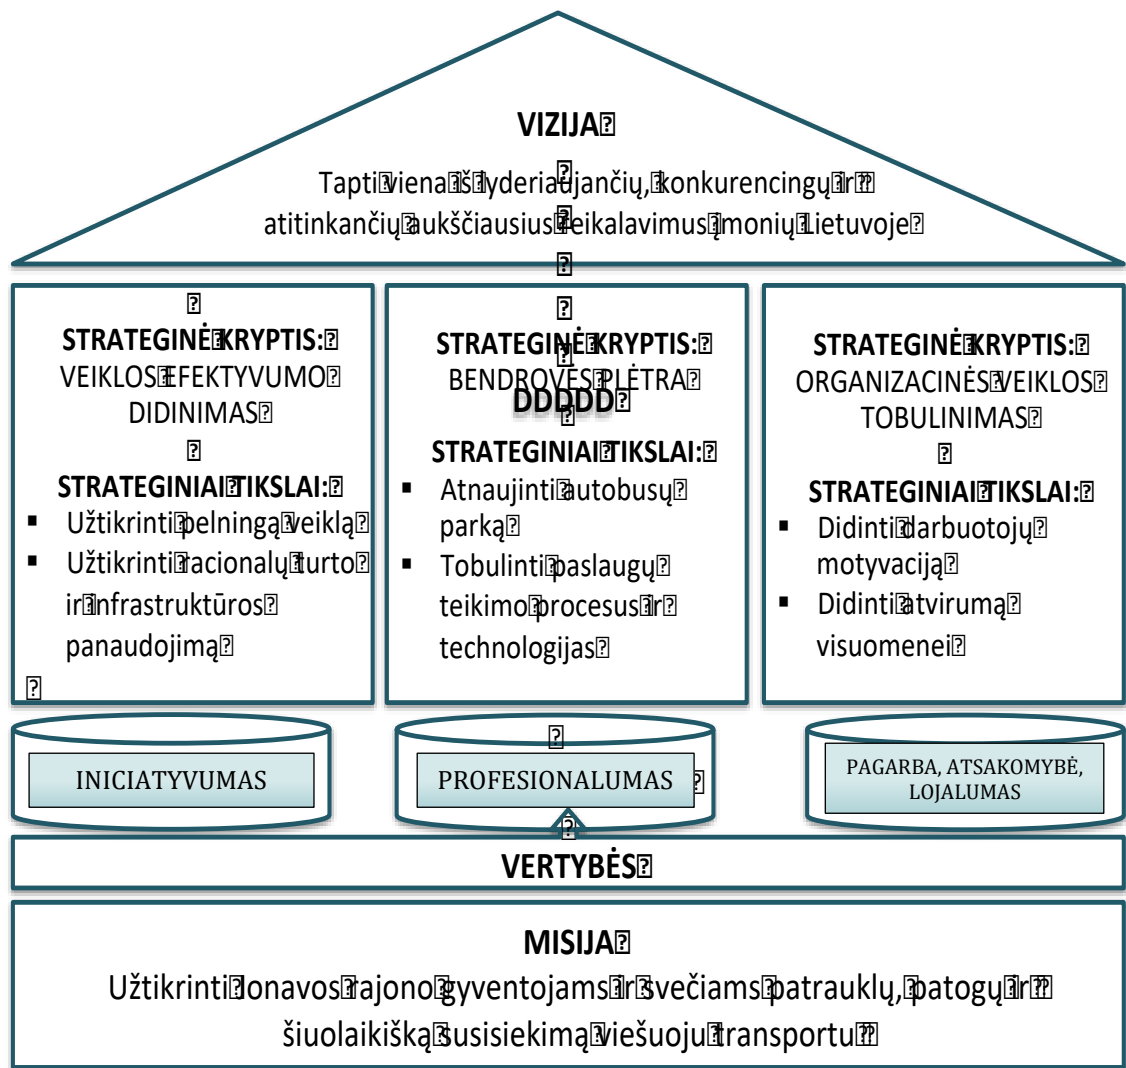 VIZIJA
Tapti viena iš lyderiaujančių, konkurencingų ir
atitinkančių aukščiausius reikalavimus įmonių Lietuvoje
STRATEGINĖ KRYPTIS:
VEIKLOS EFEKTYVUMO
DIDINIMAS
STRATEGINIAI TIKSLAI:
▪ Užtikrinti pelningą veiklą
▪ Užtikrinti racionalų turto
ir infrastruktūros
panaudojimą
STRATEGINĖ KRYPTIS:
BENDROVĖS PLĖTRA
DDDDD
STRATEGINIAI TIKSLAI:
▪ Atnaujinti autobusų
parką
▪ Tobulinti paslaugų
teikimo procesus ir
technologijas
STRATEGINĖ KRYPTIS:
ORGANIZACINĖS VEIKLOS
TOBULINIMAS
STRATEGINIAI TIKSLAI:
▪ Didinti darbuotojų
motyvaciją
▪ Didinti atvirumą
visuomenei
INICIATYVUMAS
PROFESIONALUMAS
PAGARBA, ATSAKOMYBĖ,
LOJALUMAS
VERTYBĖS
MISIJA
Užtikrinti Jonavos rajono gyventojams ir svečiams patrauklų, patogų ir
šiuolaikišką susisiekimą viešuoju transportu